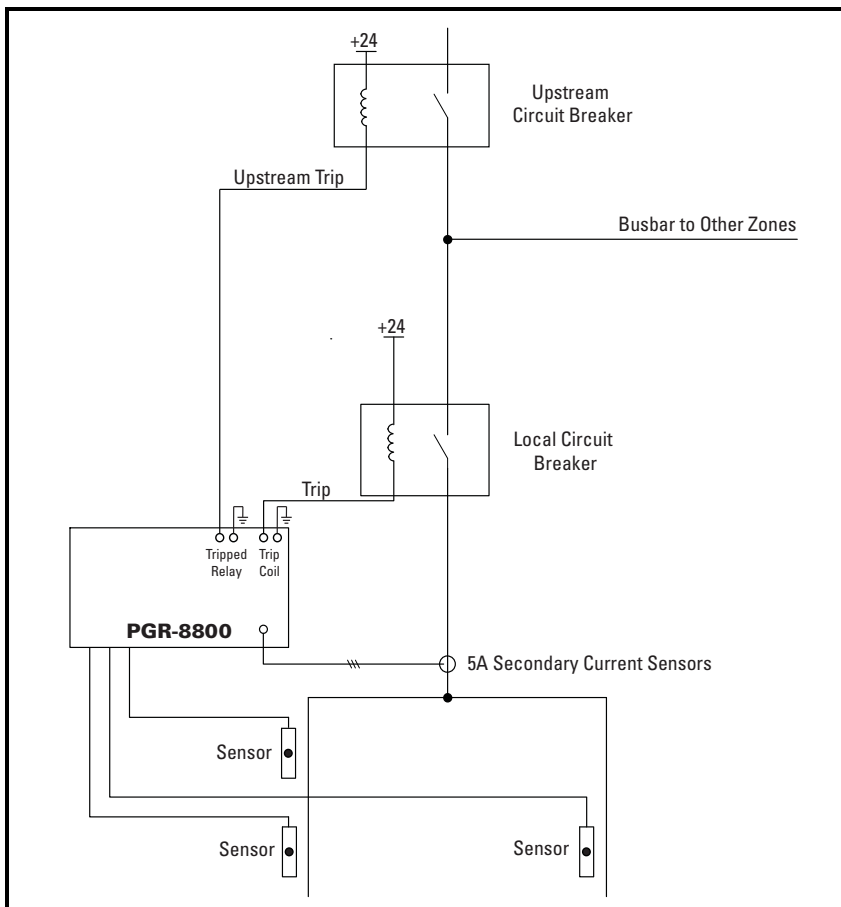 +24
Upstream
Circuit Breaker
Upstream Trip
Busbar to Other Zones
+24
Local Circuit
Breaker
Trip
Tripped
Relay
Trip
Coil
PGR-8800
5A Secondary Current Sensors
Sensor
Sensor
Sensor